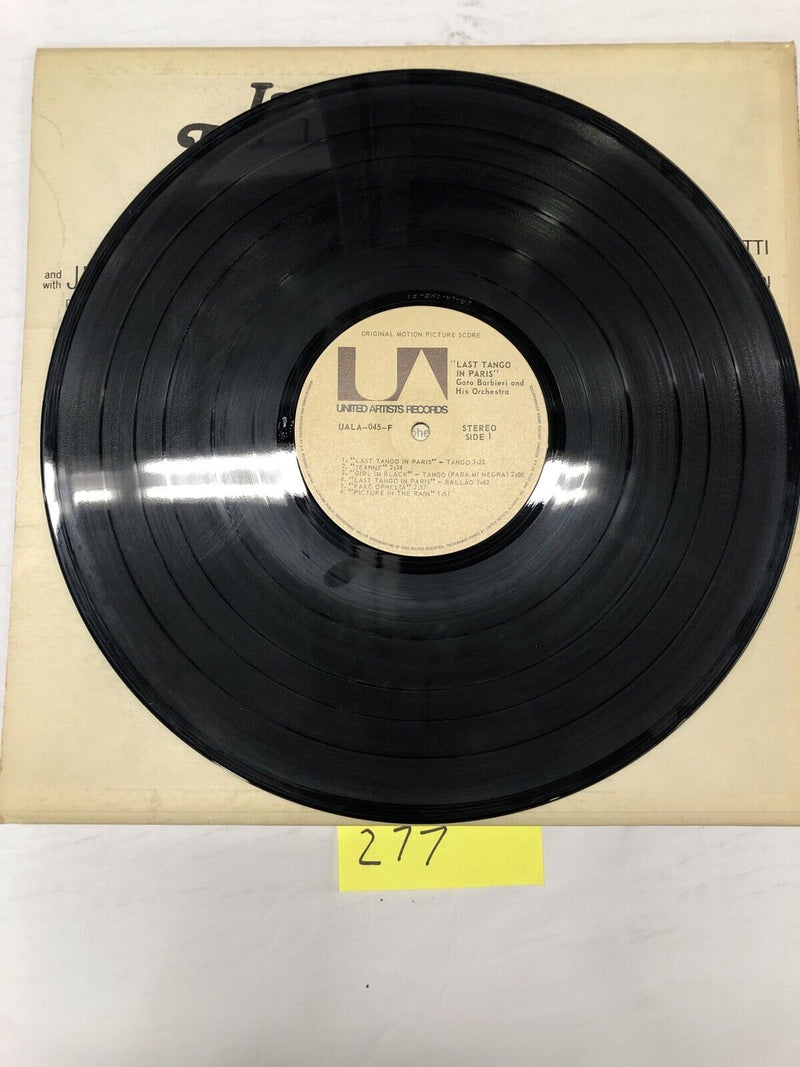 and
with
TTI
ORIGINAL MOTION PICTURE SCORE
UA
UNITED ARTISTS RECORDS
"LAST TANGO
IN PARIS"
Gato Barbieri and
His Orchestra
UALA-045-F
STEREO
SIDE 1
1. "LAST TANGO IN PARIS" - TANGO 3:22
2. "JEANNE" 2:34
3. "GIRL IN BLACK" - TANGO (PARA MI NEGRA) 2:06
4. "LAST TANGO IN PARIS" - BALLAD 3:43
5. "FAKE OPHELIA" 2:57
6. "PICTURE IN THE RAIN" 1:51
277